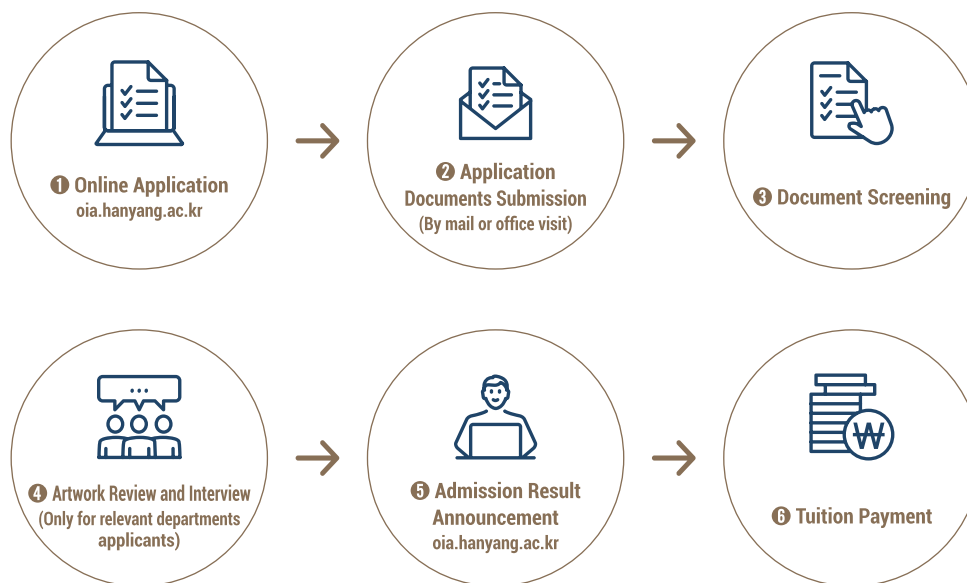 ❶ Online Application
oia.hanyang.ac.kr
❷ Application
Documents Submission
(By mail or office visit)
❸ Document Screening
❹ Artwork Review and Interview
(Only for relevant departments
applicants)
❺ Admission Result
Announcement
oia.hanyang.ac.kr
₩
❻ Tuition Payment